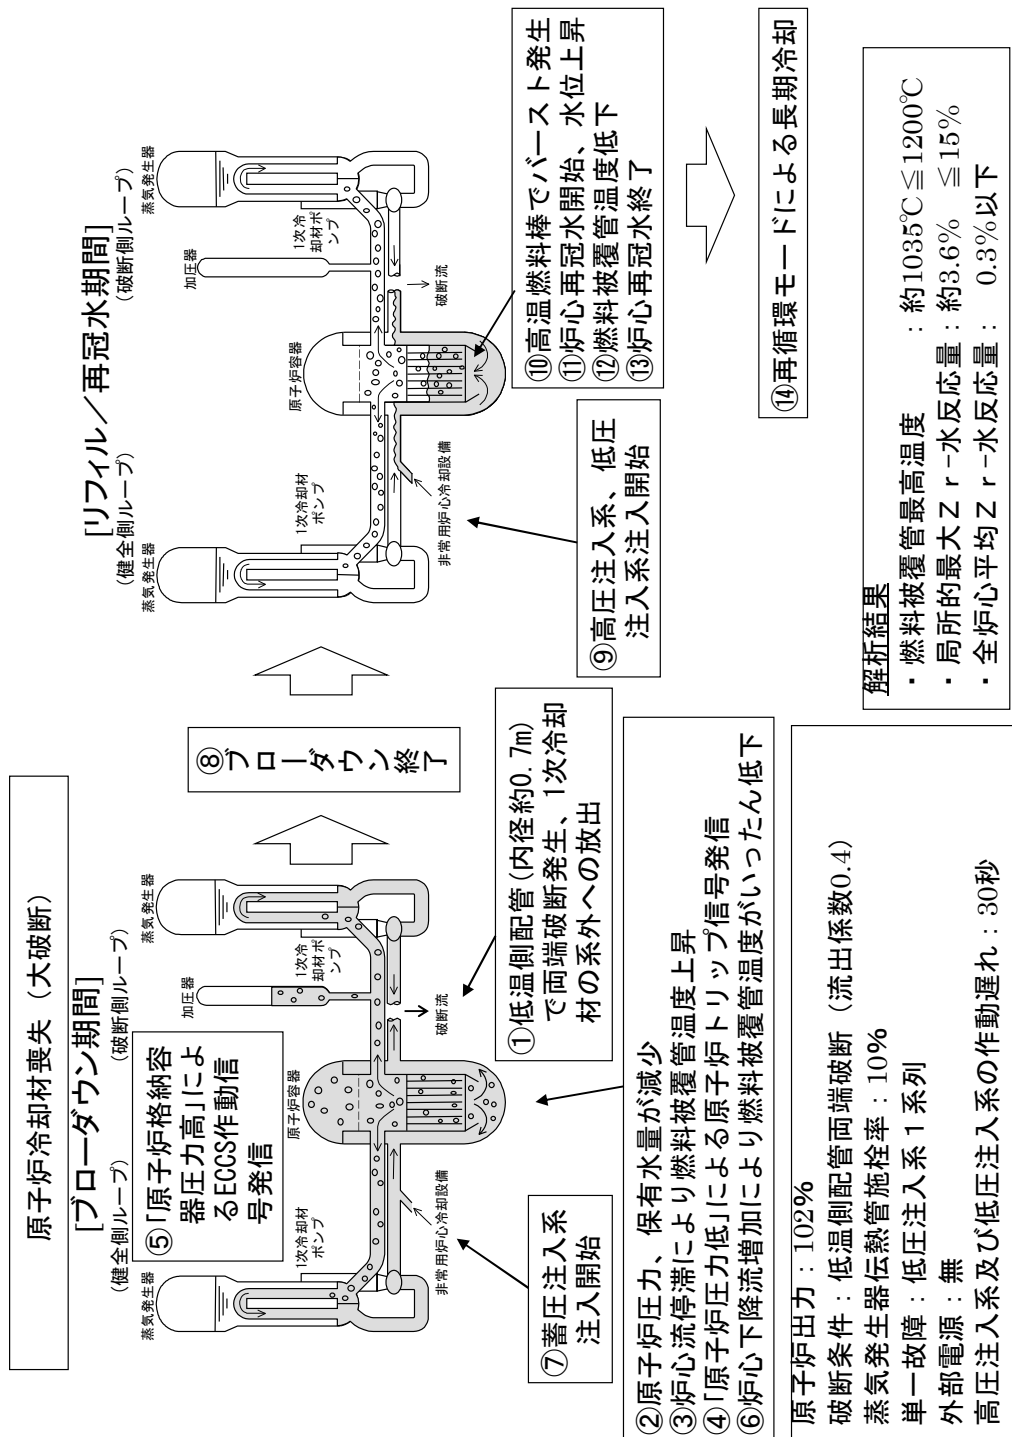 原子炉冷却材喪失（大破断）
[ブローダウン期間]
(健全側ループ)
(破断側ループ)
蒸気発生器
1次冷却材
ポンプ
⑤「原子炉格納容
器圧力高」によ
るECCS作動信
号発信
原子炉容器
加圧器
1次冷
却材ポ
ンプ
蒸気発生器
非常用炉心冷却設備
破断流
⑦蓄圧注入系
注入開始
①低温側配管(内径約0.7m)
で両端破断発生、1次冷却
材の系外への放出
②原子炉圧力、保有水量が減少
③炉心流停滞により燃料被覆管温度上昇
④「原子炉圧力低」による原子炉トリップ信号発信
⑥炉心下降流増加により燃料被覆管温度がいったん低下
原子炉出力：102%
破断条件：低温側配管両端破断（流出係数0.4）
蒸気発生器伝熱管施栓率：10%
単一故障：低圧注入系１系列
外部電源：無
高圧注入系及び低圧注入系の作動遅れ：30秒
⑧ブローダウン
終了
[リフィル／再冠水期間]
(健全側ループ)
(破断側ループ)
蒸気発生器
1次冷却材
ポンプ
原子炉容器
加圧器
1次冷
却材ポ
ンプ
蒸気発生器
非常用炉心冷却設備
破断流
⑨高圧注入系、低圧
注入系注入開始
⑩高温燃料棒でバースト発生
⑪炉心再冠水開始、水位上昇
⑫燃料被覆管温度低下
⑬炉心再冠水終了
⑭再循環モードによる長期冷却
解析結果
・燃料被覆管最高温度　：約1035℃≦1200℃
・局所的最大Ｚｒ−水反応量：約3.6%　≦15%
・全炉心平均Ｚｒ−水反応量：　0.3%以下